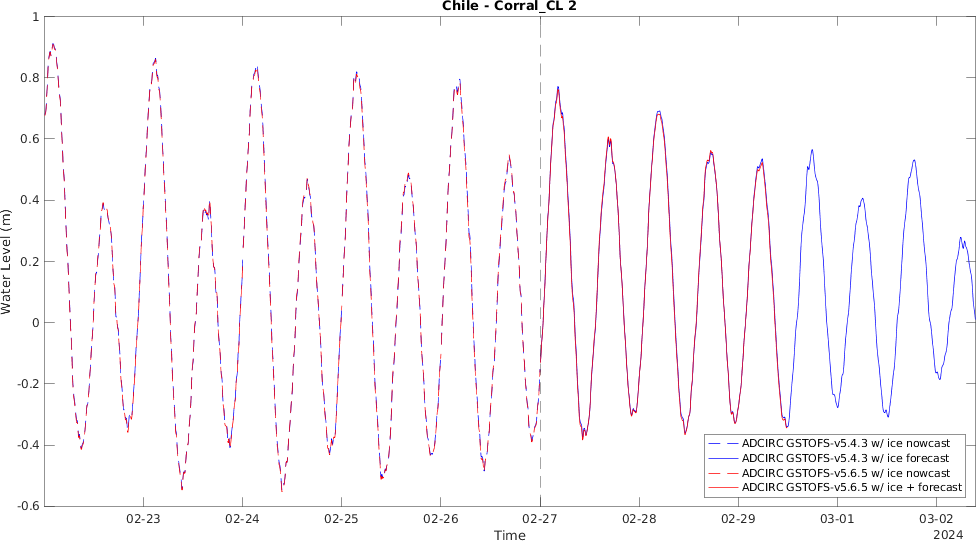 Chile - Corral_CL 2
1
0.8
0.6
0.4
0.2
0
-0.2
-0.4
-0.6
Water Level (m)
02-23
02-24
02-25
02-26
02-27
02-28
02-29
03-01
03-02
Time
2024
ADCIRC GSTOFS-v5.4.3 w/ ice nowcast
ADCIRC GSTOFS-v5.4.3 w/ ice forecast
ADCIRC GSTOFS-v5.6.5 w/ ice nowcast
ADCIRC GSTOFS-v5.6.5 w/ ice + forecast